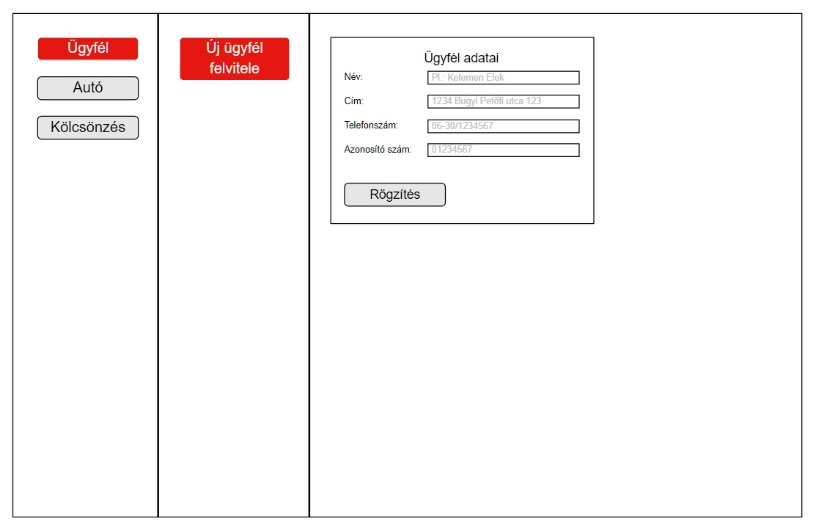 Ügyfél
Autó
Kölcsönzés
Új ügyfél
felvitele
Ügyfél adatai
Név: Pl.: Kelemen Elek
Cím: 1234 Bugyi Petőfi utca 123
Telefonszám: 06-30/1234567
Azonosító szám: 01234567
Rögzítés